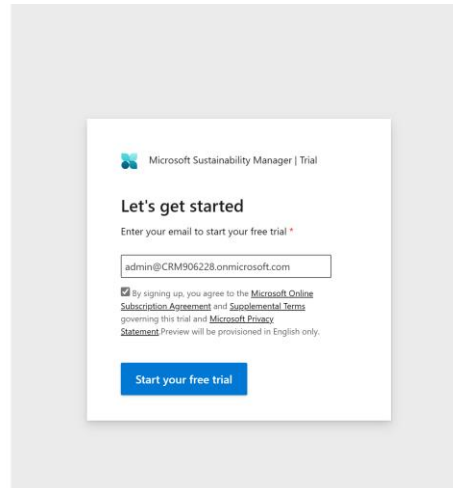 Microsoft Sustainability Manager | Trial
Let's get started
Enter your email to start your free trial *
admin@CRM906228.onmicrosoft.com
By signing up, you agree to the Microsoft Online
Subscription Agreement and Supplemental Terms
governing this trial and Microsoft Privacy
Statement.Preview will be provisioned in English only.
Start your free trial